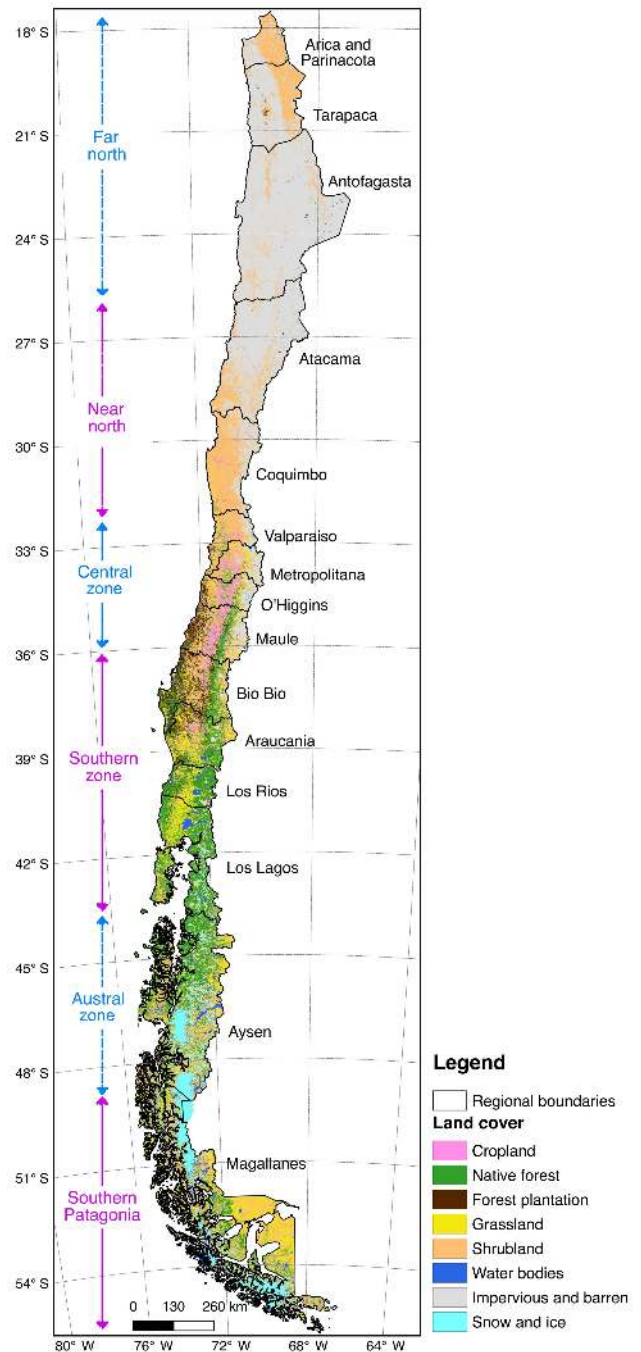 18° S
21° S
24° S
27° S
30° S
33° S
36° S
39° S
42° S
45° S
48° S
51° S
54° S
Far
north
Near
north
Central
zone
Southern
zone
Austral
zone
Southern
Patagonia
Arica and
Parinacota
Tarapaca
Antofagasta
Atacama
Coquimbo
Valparaiso
Metropolitana
O'Higgins
Maule
Bio Bio
Araucania
Los Rios
Los Lagos
Aysen
Magallanes
0 130 260 km
80° W 76° W 72° W 68° W 64° W
Legend
Regional boundaries
Land cover
Cropland
Native forest
Forest plantation
Grassland
Shrubland
Water bodies
Impervious and barren
Snow and ice